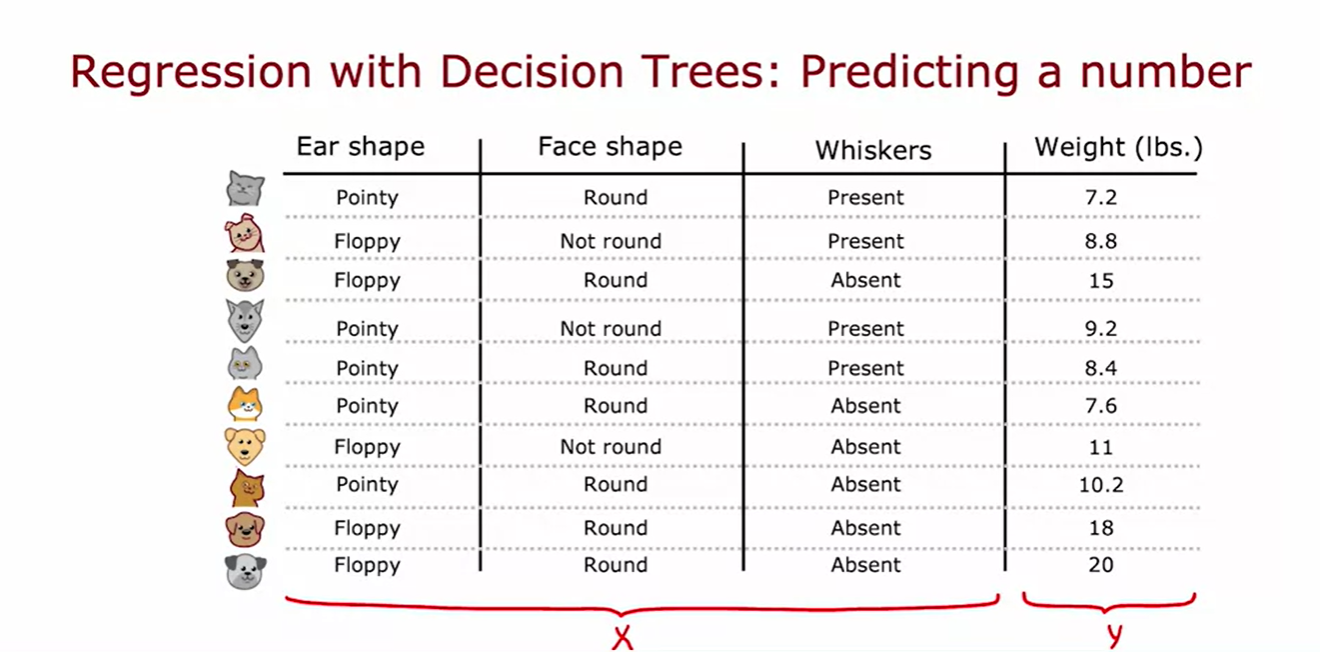 Regression with Decision Trees: Predicting a number
Ear shape Face shape Whiskers Weight (lbs.)
Pointy Round Present 7.2
Floppy Not round Present 8.8
Floppy Round Absent 15
Pointy Not round Present 9.2
Pointy Round Present 8.4
Pointy Round Absent 7.6
Floppy Not round Absent 11
Pointy Round Absent 10.2
Floppy Round Absent 18
Floppy Round Absent 20
X y